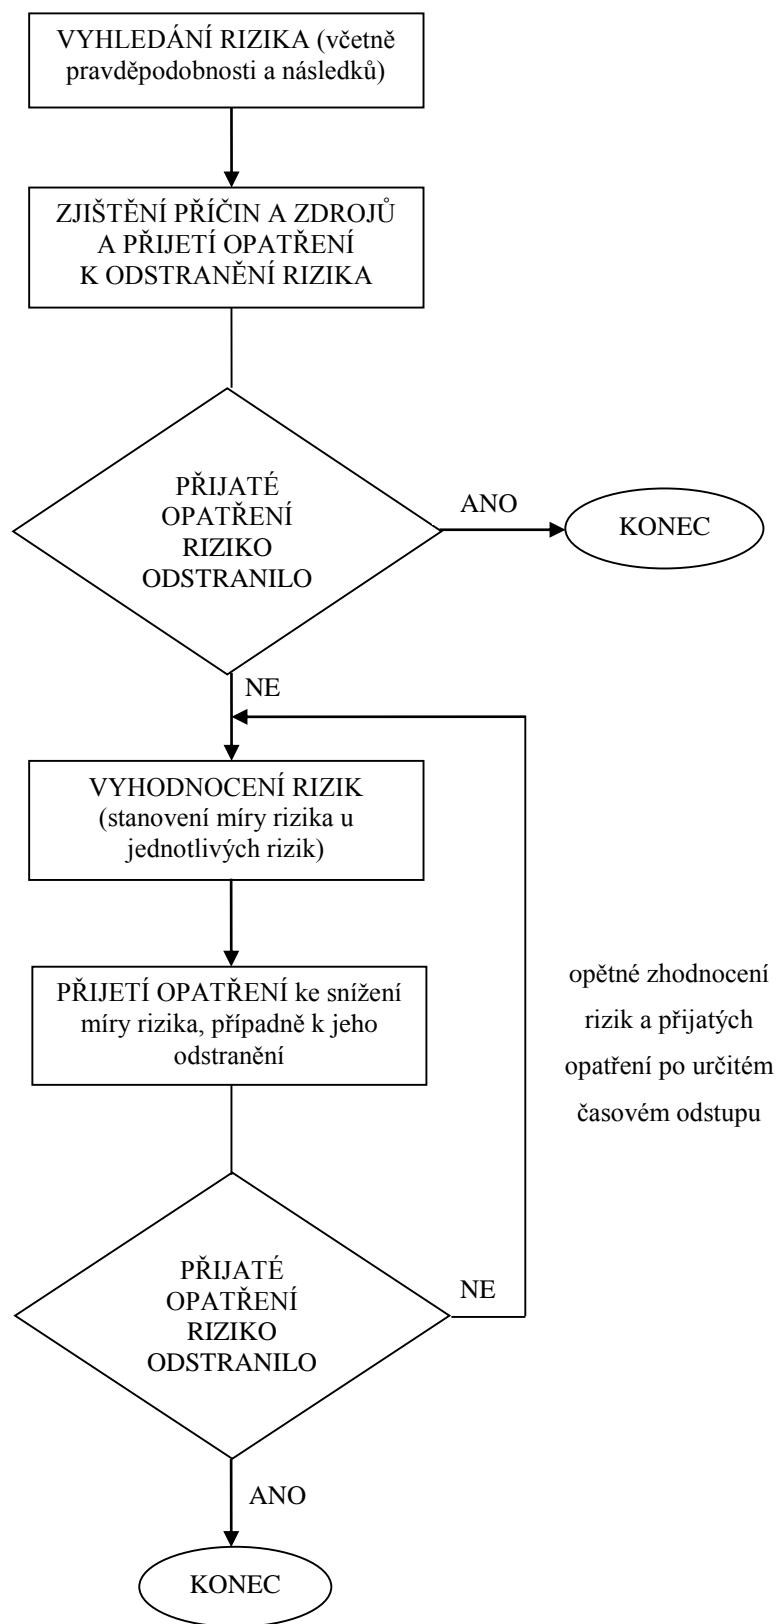 VYHLEDÁNÍ RIZIKA (včetně
pravděpodobnosti a následků)
ZJIŠTĚNÍ PŘÍČIN A ZDROJŮ
A PŘIJETÍ OPATŘENÍ
K ODSTRANĚNÍ RIZIKA
PŘIJATÉ
OPATŘENÍ
RIZIKO
ODSTRANILO
ANO
KONEC
NE
VYHODNOCENÍ RIZIK
(stanovení míry rizika u
jednotlivých rizik)
PŘIJETÍ OPATŘENÍ ke snížení
míry rizika, případně k jeho
odstranění
opětné zhodnocení
rizik a přijatých
opatření po určitém
časovém odstupu
PŘIJATÉ
OPATŘENÍ
RIZIKO
ODSTRANILO
NE
ANO
KONEC